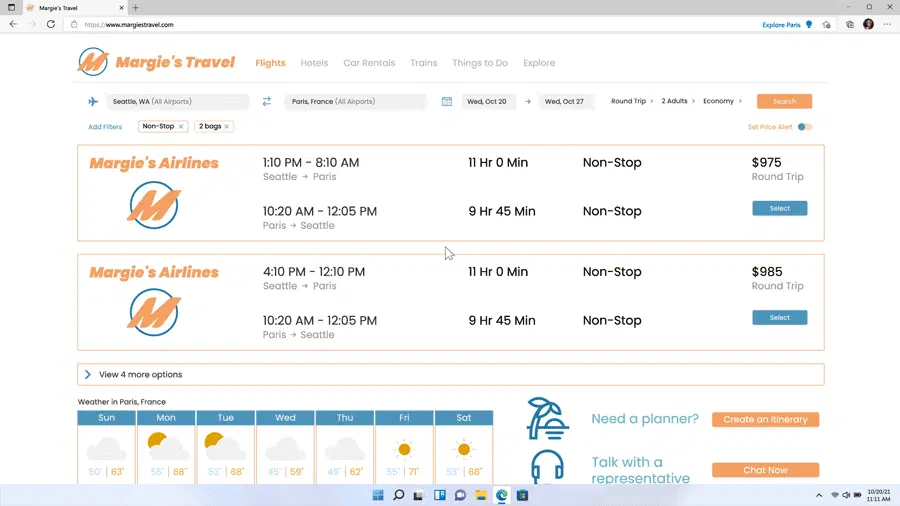 Margie's Travel
https://www.margiestravel.com
Explore Paris
Margie's Travel
Flights
Hotels
Car Rentals
Trains
Things to Do
Explore
Seattle, WA (All Airports)
Paris, France (All Airports)
Wed, Oct 20
Wed, Oct 27
Round Trip
2 Adults
Economy
Search
Add Filters
Non-Stop
2 bags
Set Price Alert
Margie's Airlines
1:10 PM - 8:10 AM
11 Hr 0 Min
Non-Stop
$975
Seattle → Paris
Round Trip
10:20 AM - 12:05 PM
9 Hr 45 Min
Non-Stop
Select
Paris → Seattle
Margie's Airlines
4:10 PM - 12:10 PM
11 Hr 0 Min
Non-Stop
$985
Seattle → Paris
Round Trip
10:20 AM - 12:05 PM
9 Hr 45 Min
Non-Stop
Select
Paris → Seattle
View 4 more options
Weather in Paris, France
Sun
Mon
Tue
Wed
Thu
Fri
Sat
50° | 63°
55° | 68°
53° | 68°
45° | 59°
49° | 62°
55° | 71°
53° | 68°
Need a planner?
Create an Itinerary
Talk with a
representative
Chat Now
10/20/21
11:11 AM